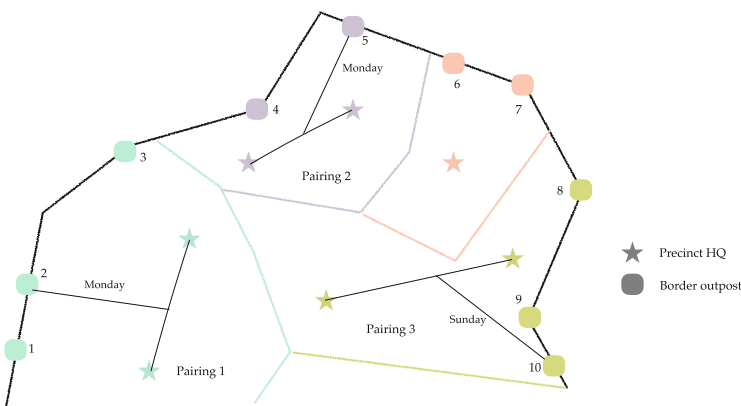 5
Monday
6
7
4
3
Pairing 2
8
2
Monday
Precinct HQ
Border outpost
9
Sunday
Pairing 3
1
10
Pairing 1